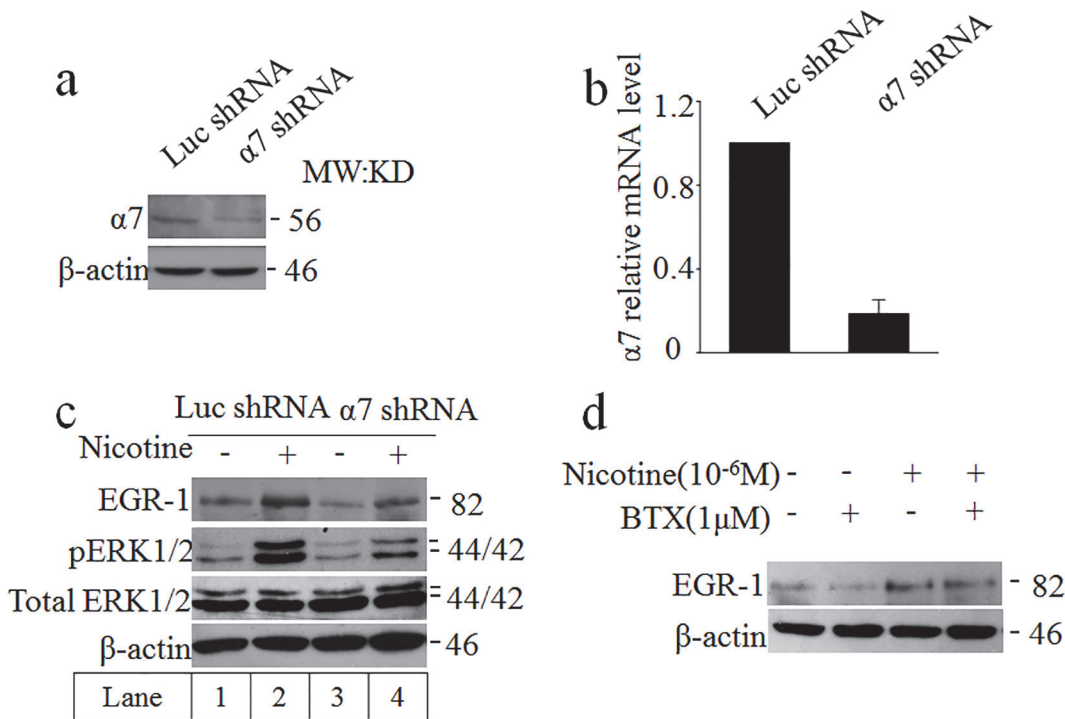 a
Luc shRNA
α7 shRNA
MW:KD
α7
- 56
β-actin
- 46
b
Luc shRNA
α7 shRNA
α7 relative mRNA level
1.2
0.8
0.4
0
c
Luc shRNA α7 shRNA
Nicotine - + - +
EGR-1 - 82
pERK1/2 = 44/42
Total ERK1/2 = 44/42
β-actin - 46
Lane 1 2 3 4
d
Nicotine(10⁻⁶M) - - + +
BTX(1μM) - + - +
EGR-1 - 82
β-actin - 46